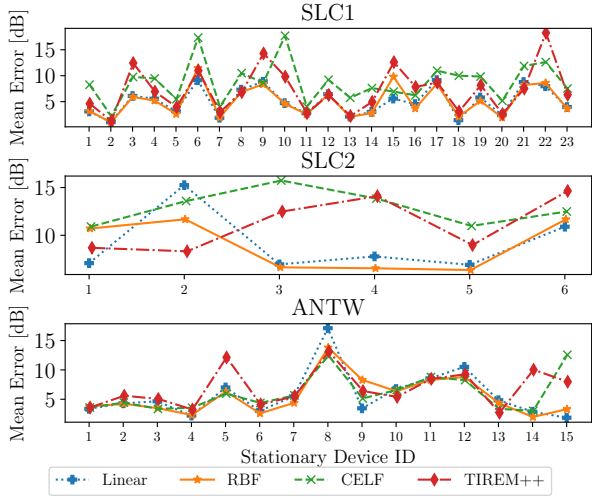 SLC1
Mean Error [dB]
15
10
5
1 2 3 4 5 6 7 8 9 10 11 12 13 14 15 16 17 18 19 20 21 22 23
SLC2
Mean Error [dB]
15
10
1 2 3 4 5 6
ANTW
Mean Error [dB]
15
10
5
1 2 3 4 5 6 7 8 9 10 11 12 13 14 15
Stationary Device ID
Linear RBF CELF TIREM++